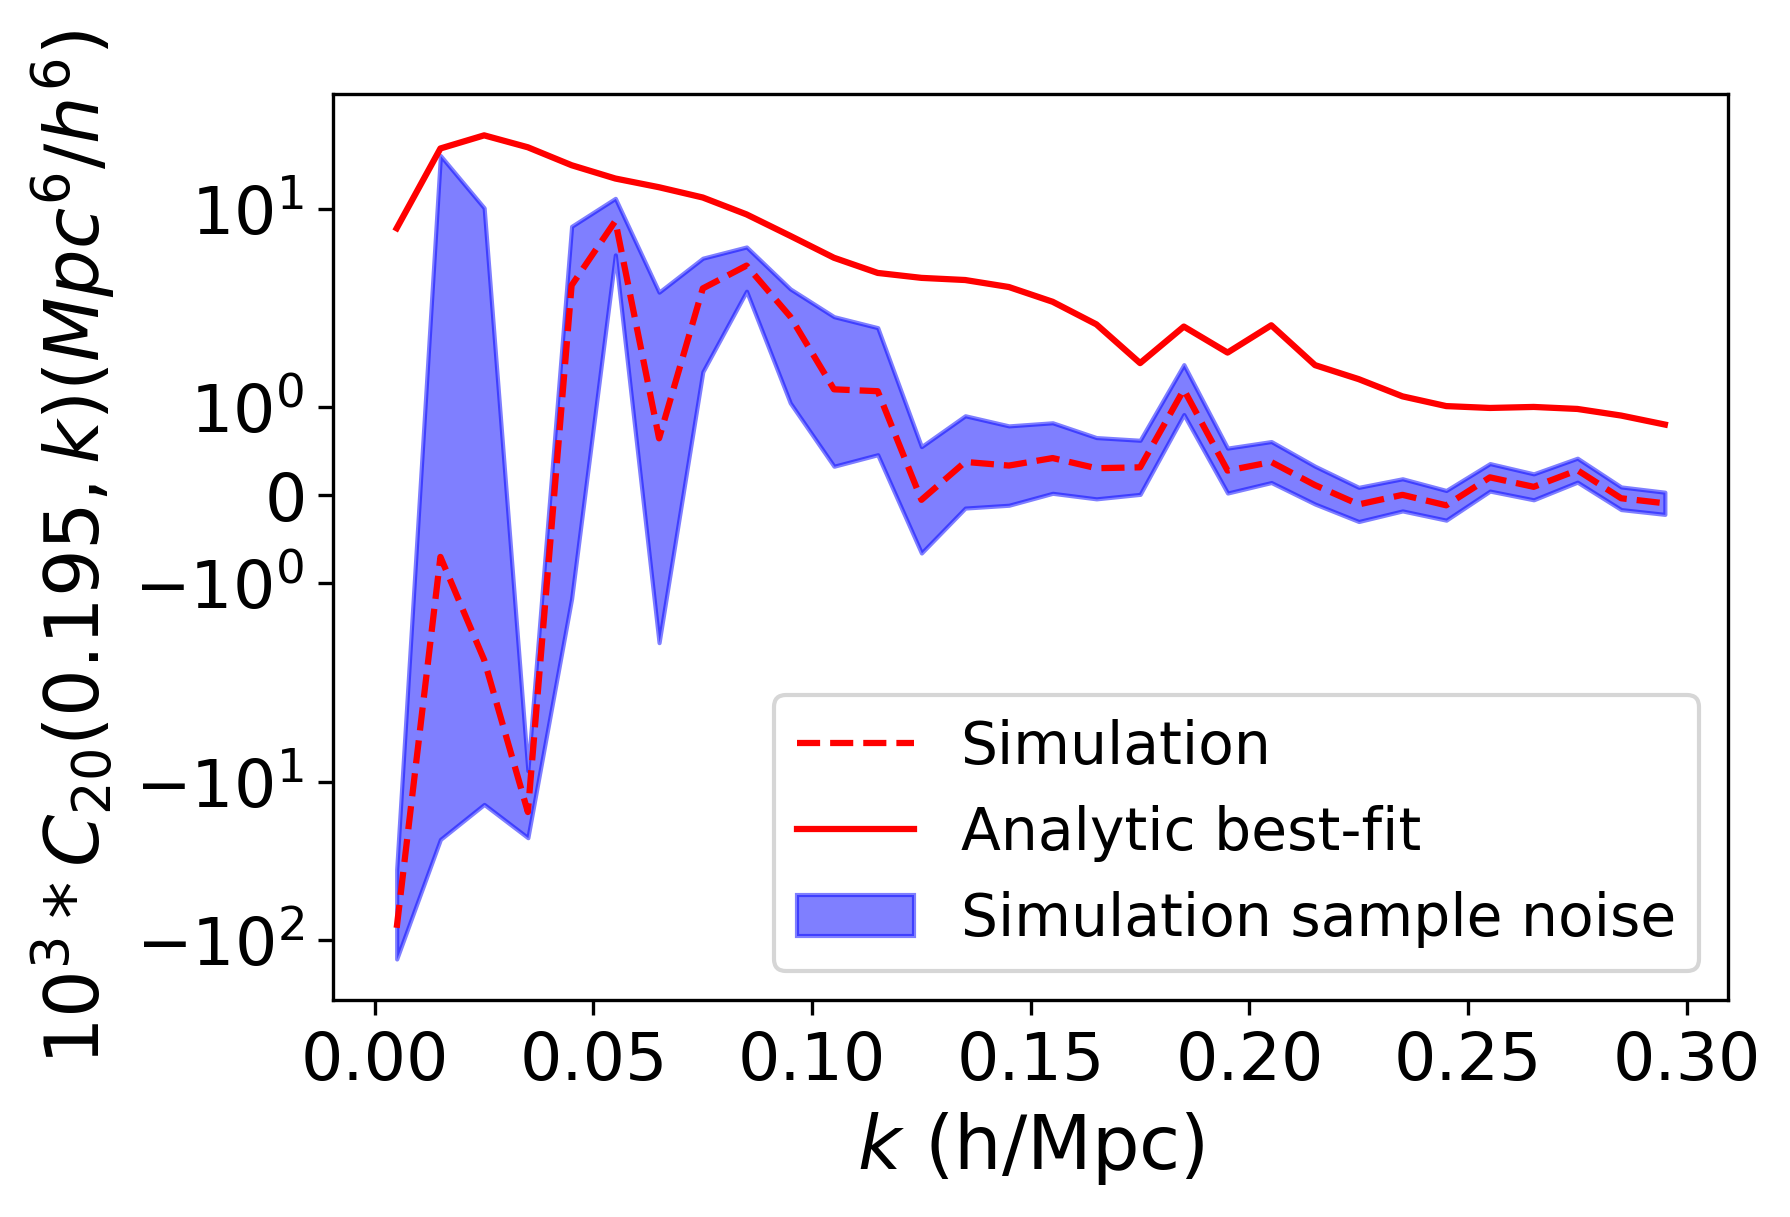 10³ * C₂₀(0.195, k)(Mpc⁶/h⁶)
10¹
10⁰
0
−10⁰
−10¹
−10²
Simulation
Analytic best-fit
Simulation sample noise
0.00 0.05 0.10 0.15 0.20 0.25 0.30
k (h/Mpc)